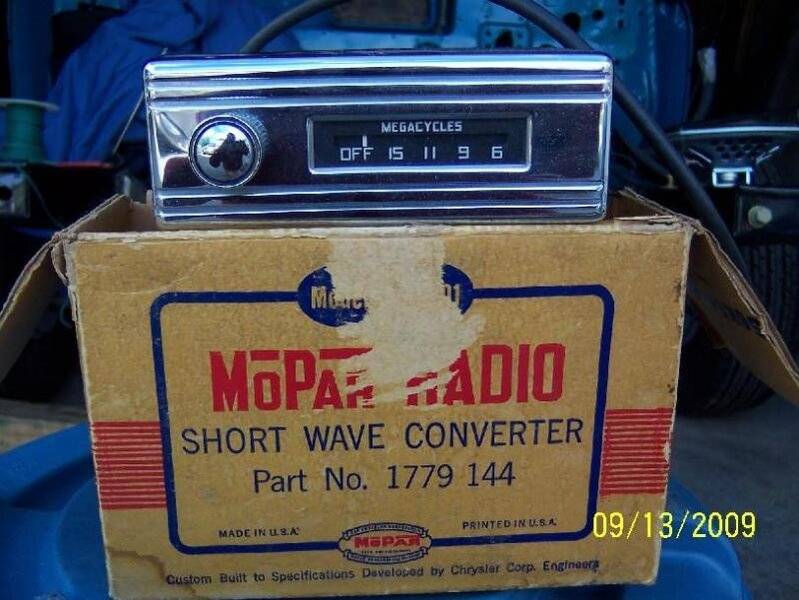 MEGACYCLES
OFF 15 11 9 6
MOPAR RADIO
SHORT WAVE CONVERTER
Part No. 1779 144
MADE IN U.S.A.
PRINTED IN U.S.A.
MOPAR
Custom Built to Specifications Developed by Chrysler Corp. Engineers
09/13/2009